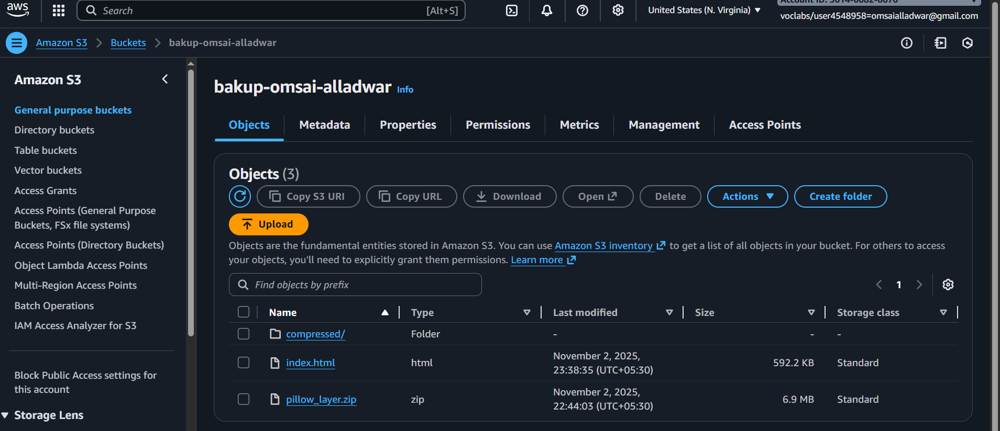 aws
Search
[Alt+S]
United States (N. Virginia)
voclabs/user4548958=omsaialladwar@gmail.com
Amazon S3
Buckets
bakup-omsai-alladwar
Amazon S3
General purpose buckets
Directory buckets
Table buckets
Vector buckets
Access Grants
Access Points (General Purpose
Buckets, FSx file systems)
Access Points (Directory Buckets)
Object Lambda Access Points
Multi-Region Access Points
Batch Operations
IAM Access Analyzer for S3
Block Public Access settings for
this account
Storage Lens
bakup-omsai-alladwar Info
Objects
Metadata
Properties
Permissions
Metrics
Management
Access Points
Objects (3)
Copy S3 URI
Copy URL
Download
Open
Delete
Actions
Create folder
Upload
Objects are the fundamental entities stored in Amazon S3. You can use Amazon S3 inventory to get a list of all objects in your bucket. For others to access
your objects, you'll need to explicitly grant them permissions. Learn more
Find objects by prefix
1
Name Type Last modified Size Storage class
compressed/ Folder - - -
index.html html November 2, 2025,
23:38:35 (UTC+05:30) 592.2 KB Standard
pillow_layer.zip zip November 2, 2025,
22:44:03 (UTC+05:30) 6.9 MB Standard